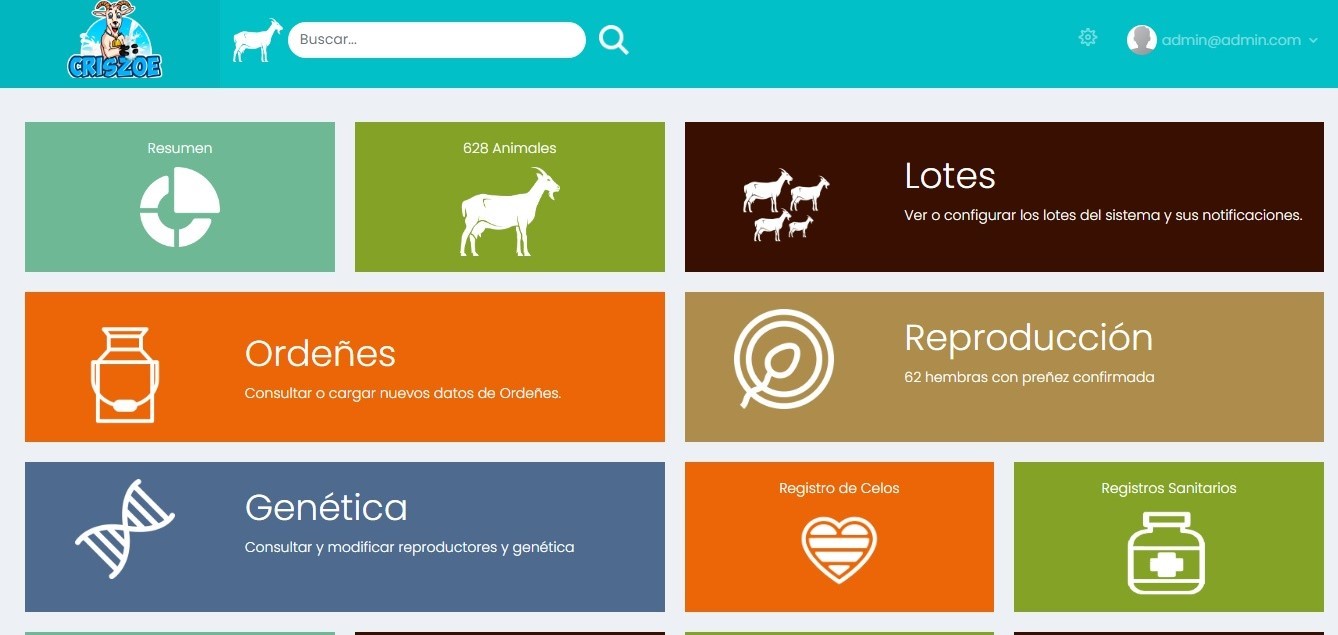 CRISZOE
Buscar...
admin@admin.com
Resumen
628 Animales
Lotes
Ver o configurar los lotes del sistema y sus notificaciones.
Ordeñes
Consultar o cargar nuevos datos de Ordeñes.
Reproducción
62 hembras con preñez confirmada
Genética
Consultar y modificar reproductores y genética
Registro de Celos
Registros Sanitarios